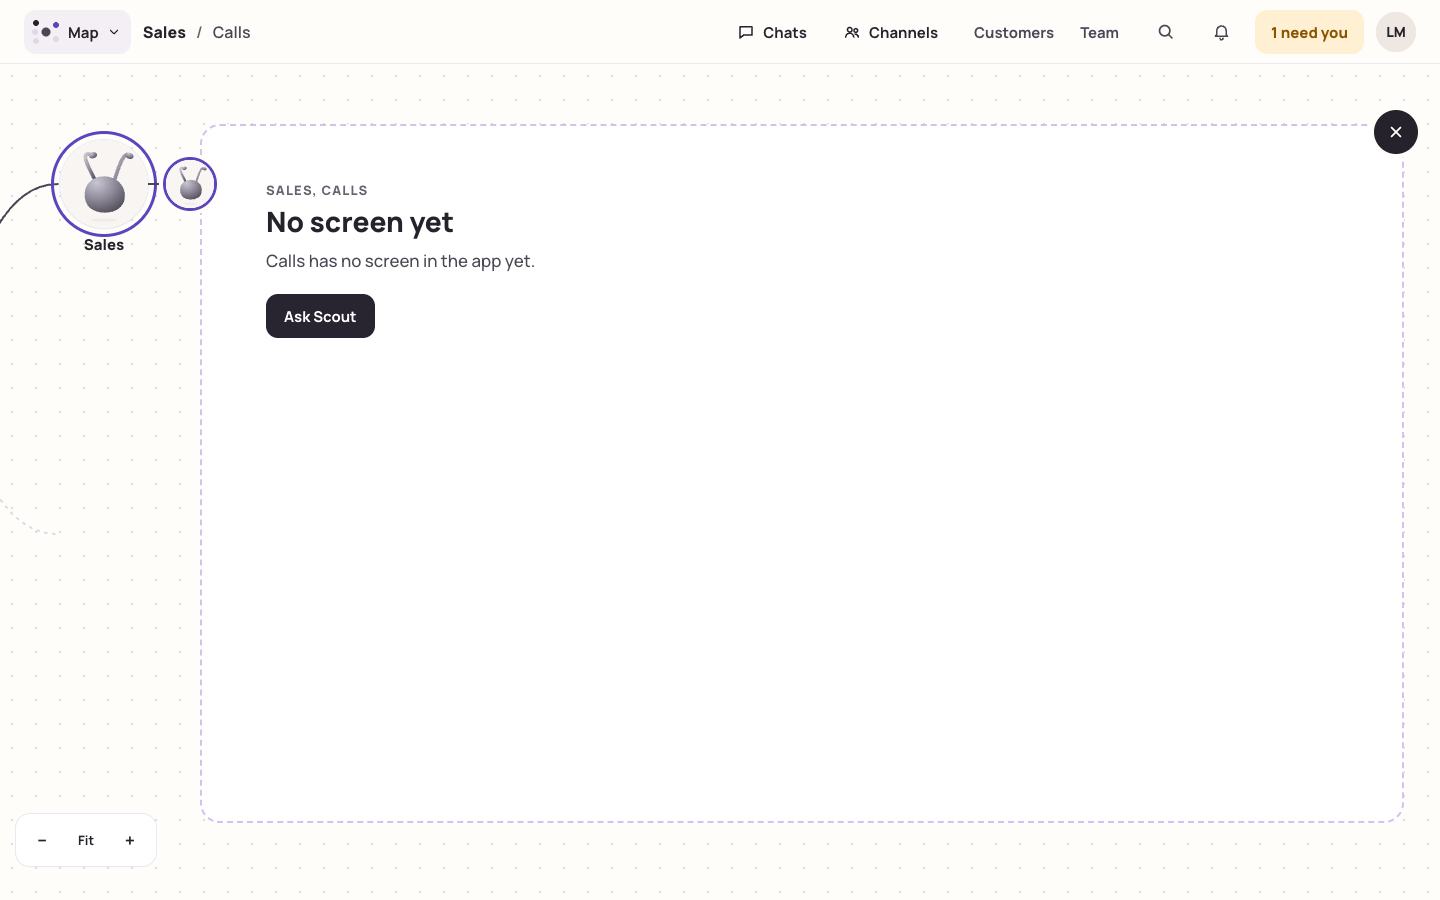 Map
Sales / Calls
Chats
Channels
Customers
Team
1 need you
LM
Sales
SALES, CALLS
No screen yet
Calls has no screen in the app yet.
Ask Scout
− Fit +